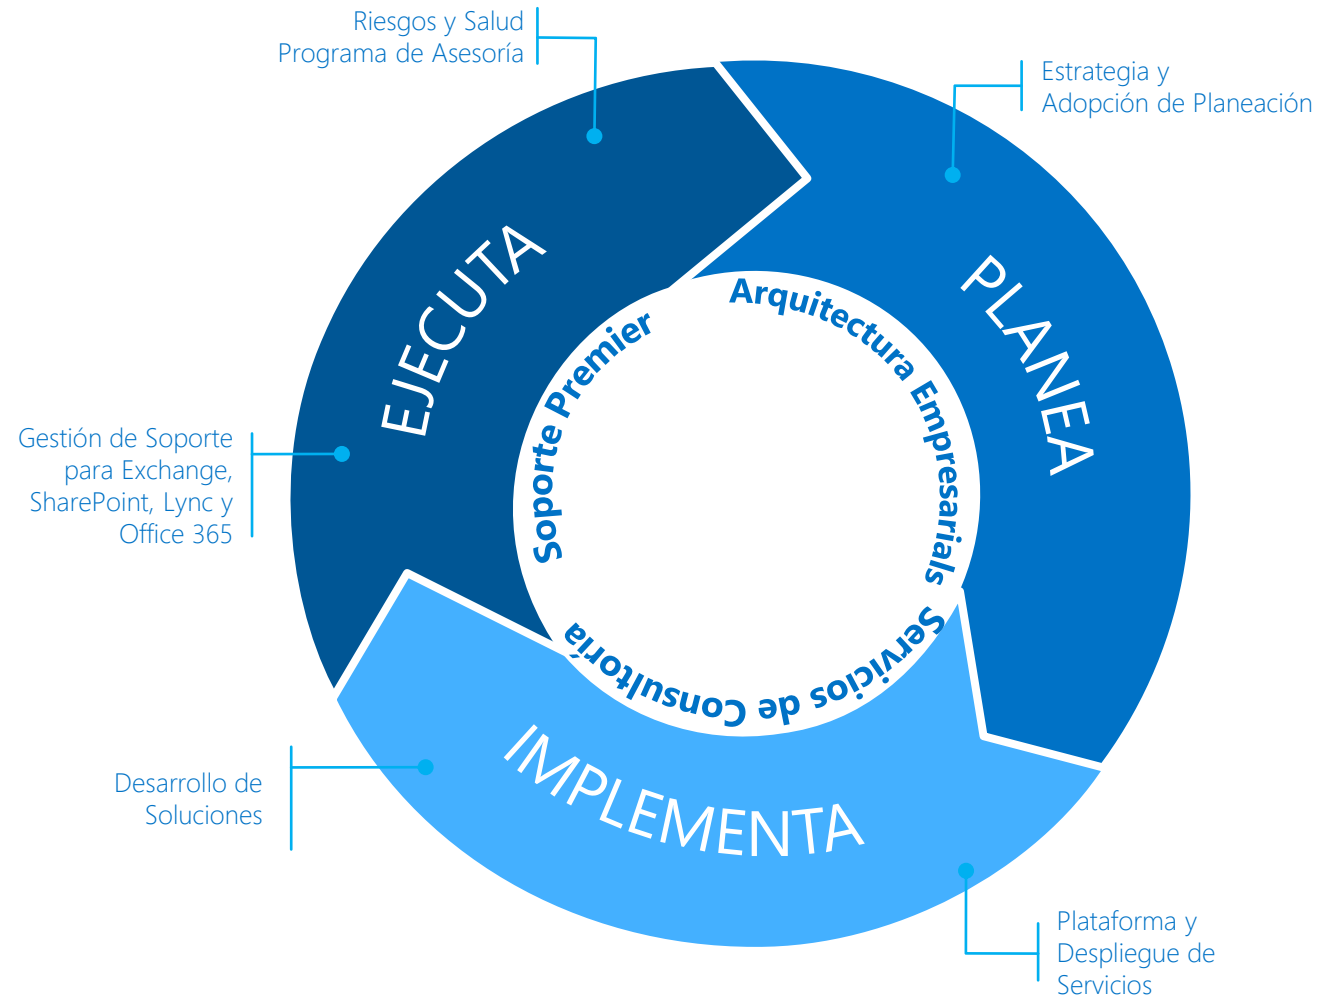 Riesgos y Salud
Programa de Asesoría
Estrategia y
Adopción de Planeación
EJECUTA
PLANEA
Soporte Premier
Arquitectura Empresarials
Gestión de Soporte
para Exchange,
SharePoint, Lync y
Office 365
Servicios de Consultoría
IMPLEMENTA
Desarrollo de
Soluciones
Plataforma y
Despliegue de
Servicios